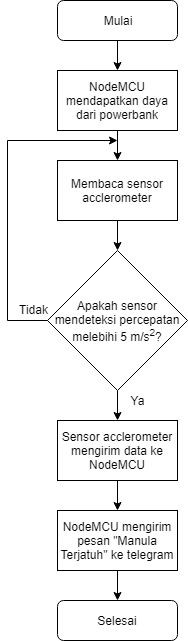 Mulai
NodeMCU
mendapatkan daya
dari powerbank
Membaca sensor
acclerometer
Tidak
Apakah sensor
mendeteksi percepatan
melebihi 5 m/s²?
Ya
Sensor acclerometer
mengirim data ke
NodeMCU
NodeMCU mengirim
pesan "Manula
Terjatuh" ke telegram
Selesai